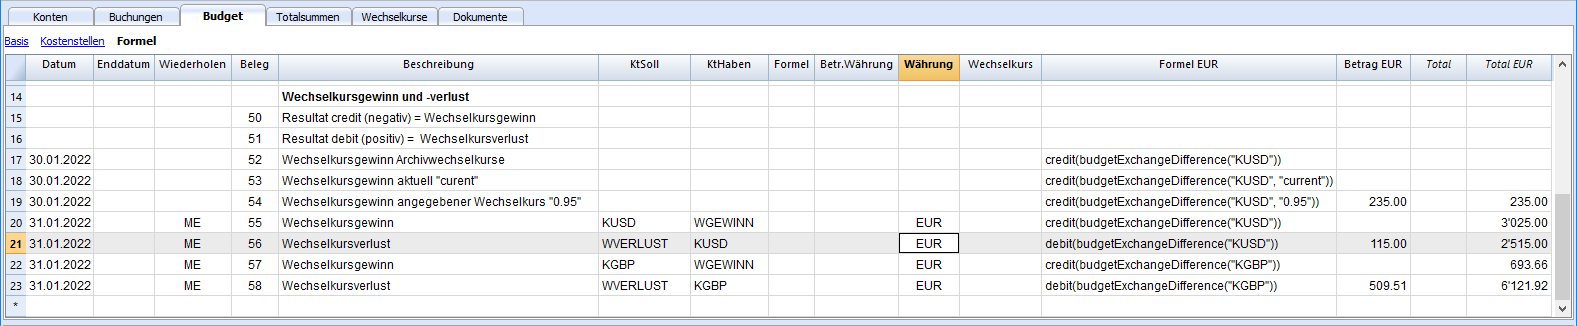 Konten Buchungen Budget Totalsummen Wechselkurse Dokumente
Basis Kostenstellen Formel
Datum Enddatum Wiederholen Beleg Beschreibung KtSoll KtHaben Formel Betr.Währung Währung Wechselkurs Formel EUR Betrag EUR Total Total EUR
14 Wechselkursgewinn und -verlust
15 50 Resultat credit (negativ) = Wechselkursgewinn
16 51 Resultat debit (positiv) = Wechselkursverlust
17 30.01.2022 52 Wechselkursgewinn Archivwechselkurse credit(budgetExchangeDifference("KUSD"))
18 30.01.2022 53 Wechselkursgewinn aktuell "curent" credit(budgetExchangeDifference("KUSD", "current"))
19 30.01.2022 54 Wechselkursgewinn angegebener Wechselkurs "0.95" credit(budgetExchangeDifference("KUSD", "0.95")) 235.00 235.00
20 31.01.2022 ME 55 Wechselkursgewinn KUSD WGEWINN EUR credit(budgetExchangeDifference("KUSD")) 3'025.00
21 31.01.2022 ME 56 Wechselkursverlust WVERLUST KUSD EUR debit(budgetExchangeDifference("KUSD")) 115.00 2'515.00
22 31.01.2022 ME 57 Wechselkursgewinn KGBP WGEWINN EUR credit(budgetExchangeDifference("KGBP")) 693.66
23 31.01.2022 ME 58 Wechselkursverlust WVERLUST KGBP EUR debit(budgetExchangeDifference("KGBP")) 509.51 6'121.92
*